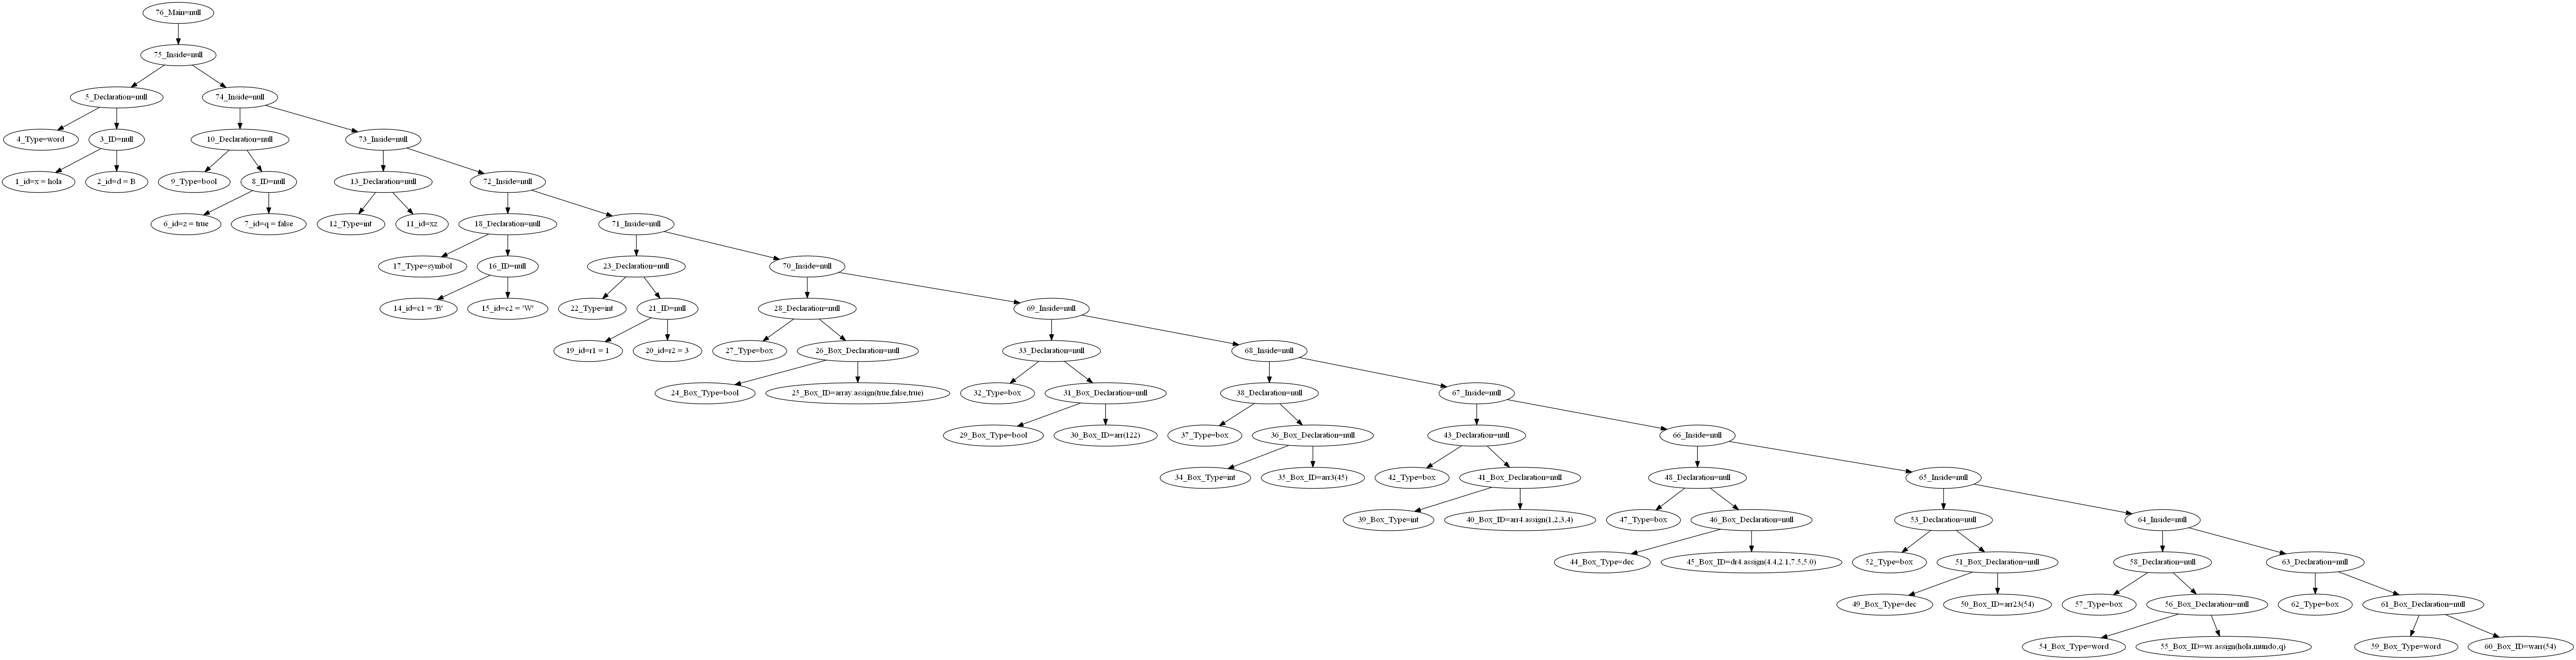 76_Main=null
75_Inside=null
5_Declaration=null
74_Inside=null
4_Type=word
3_ID=null
10_Declaration=null
73_Inside=null
1_id=x = hola
2_id=d = B
9_Type=bool
8_ID=null
13_Declaration=null
72_Inside=null
6_id=z = true
7_id=q = false
12_Type=int
11_id=xz
18_Declaration=null
71_Inside=null
17_Type=symbol
16_ID=null
23_Declaration=null
70_Inside=null
14_id=c1 = 'B'
15_id=c2 = 'W'
22_Type=int
21_ID=null
28_Declaration=null
69_Inside=null
19_id=r1 = 1
20_id=r2 = 3
27_Type=box
26_Box_Declaration=null
33_Declaration=null
68_Inside=null
24_Box_Type=bool
25_Box_ID=array.assign(true,false,true)
32_Type=box
31_Box_Declaration=null
38_Declaration=null
67_Inside=null
29_Box_Type=bool
30_Box_ID=arr(122)
37_Type=box
36_Box_Declaration=null
43_Declaration=null
66_Inside=null
34_Box_Type=int
35_Box_ID=arr3(45)
42_Type=box
41_Box_Declaration=null
48_Declaration=null
65_Inside=null
39_Box_Type=int
40_Box_ID=arr4.assign(1,2,3,4)
47_Type=box
46_Box_Declaration=null
53_Declaration=null
64_Inside=null
44_Box_Type=dec
45_Box_ID=dr4.assign(4.4,2.1,7.5,5.0)
52_Type=box
51_Box_Declaration=null
58_Declaration=null
63_Declaration=null
49_Box_Type=dec
50_Box_ID=arr23(54)
57_Type=box
56_Box_Declaration=null
62_Type=box
61_Box_Declaration=null
54_Box_Type=word
55_Box_ID=wr.assign(hola,mundo,q)
59_Box_Type=word
60_Box_ID=warr(54)